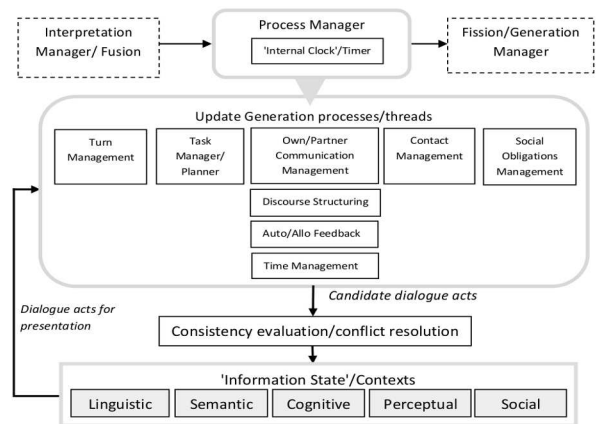 Interpretation
Manager/ Fusion
Process Manager
'Internal Clock'/Timer
Fission/Generation
Manager
Update Generation processes/threads
Turn
Management
Task
Manager/
Planner
Own/Partner
Communication
Management
Contact
Management
Social
Obligations
Management
Discourse Structuring
Auto/Allo Feedback
Time Management
Dialogue acts for
presentation
Candidate dialogue acts
Consistency evaluation/conflict resolution
'Information State'/Contexts
Linguistic
Semantic
Cognitive
Perceptual
Social